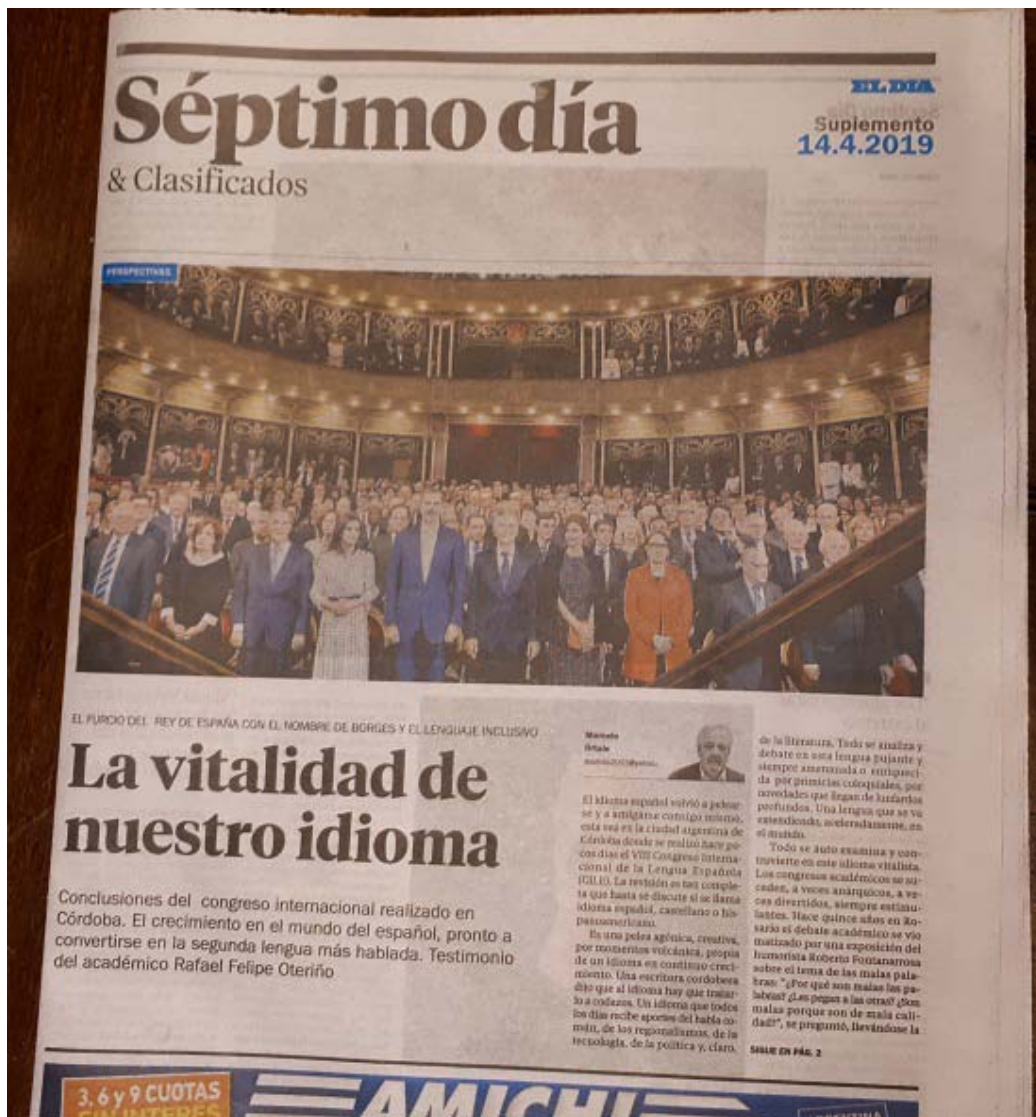 Séptimo día
& Clasificados
EL DIA
Suplemento
14.4.2019
PERSPECTIVAS
EL FURCIO DEL REY DE ESPAÑA CON EL NOMBRE DE BORGES Y EL LENGUAJE INCLUSIVO
La vitalidad de
nuestro idioma
Conclusiones del congreso internacional realizado en
Córdoba. El crecimiento en el mundo del español, pronto a
convertirse en la segunda lengua más hablada. Testimonio
del académico Rafael Felipe Oteriño
Marcelo
Ortale
El idioma español volvió a pelear-
se y a amigarse consigo mismo,
esta vez en la ciudad argentina de
Córdoba donde se realizó hace po-
cos días el VIII Congreso Interna-
cional de la Lengua Española
(CILE). La revisión es tan comple-
ta que hasta se discute si se llama
idioma español, castellano o his-
panoamericano.
Es una pelea agónica, creativa,
por momentos volcánica, propia
de un idioma en continuo creci-
miento. Una escritora cordobesa
dijo que al idioma hay que tratar-
lo a codazos. Un idioma que todos
los días recibe aportes del habla co-
mún, de los regionalismos, de la
tecnología, de la política y, claro,
de la literatura. Todo se analiza y
debate en esta lengua pujante y
siempre amenazada o enriqueci-
da por primicias coloquiales, por
novedades que llegan de lunfardos
profundos. Una lengua que se va
extendiendo, aceleradamente, en
el mundo.
Todo se auto examina y con-
trovierte en este idioma vitalista.
Los congresos académicos se su-
ceden, a veces anárquicos, a ve-
ces divertidos, siempre estimu-
lantes. Hace quince años en Ro-
sario el debate académico se vio
matizado por una exposición del
humorista Roberto Fontanarrosa
sobre el tema de las malas pala-
bras: "¿Por qué son malas las pa-
labras? ¿Les pegan a las otras? ¿Son
malas porque son de mala cali-
dad?", se preguntó, llevándose la
SIGUE EN PÁG. 2
3, 6 y 9 CUOTAS
SIN INTERES
AMICHI
ARGENTINA